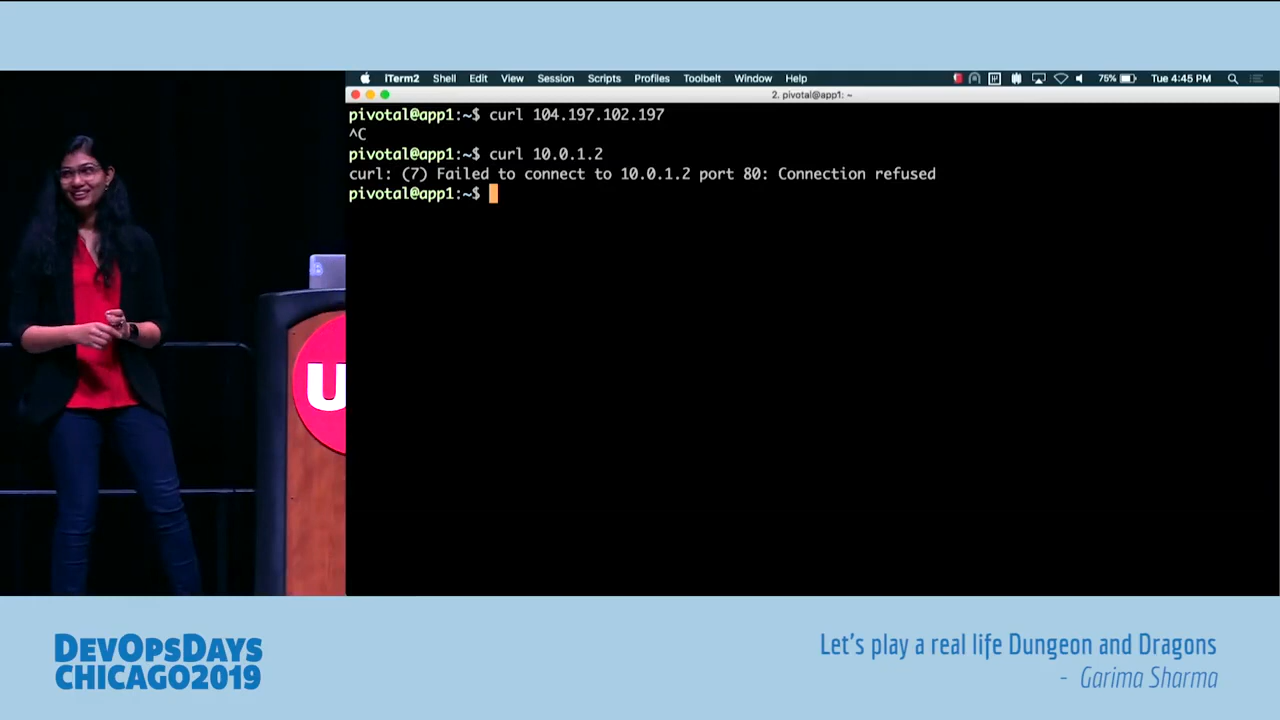 iTerm2 Shell Edit View Session Scripts Profiles Toolbelt Window Help 75% Tue 4:45 PM
2. pivotal@app1: ~
pivotal@app1:~$ curl 104.197.102.197
^C
pivotal@app1:~$ curl 10.0.1.2
curl: (7) Failed to connect to 10.0.1.2 port 80: Connection refused
pivotal@app1:~$
U
DEVOPSDAYS
CHICAGO2019
Let's play a real life Dungeon and Dragons
- Garima Sharma